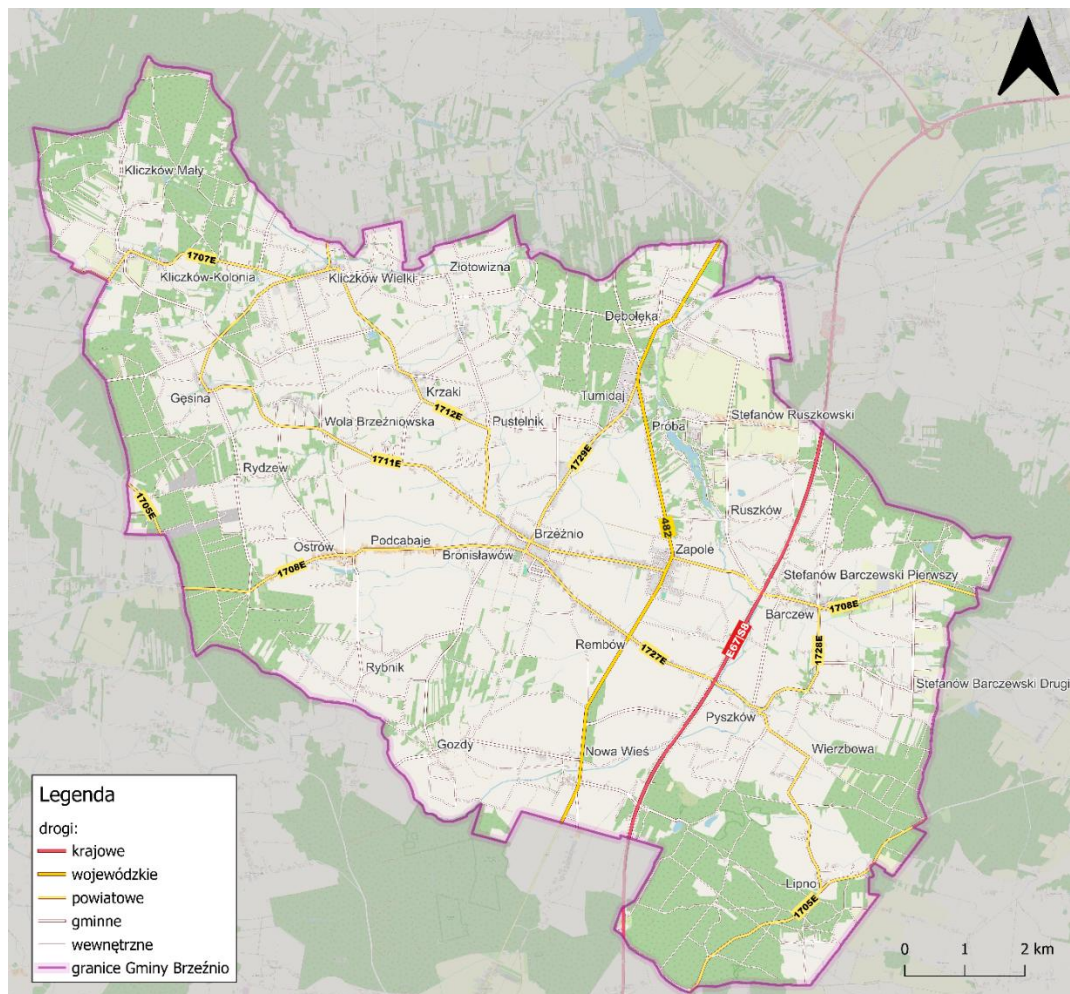 Kliczków Mały
1707E
Kliczków-Kolonia
Kliczków Wielki
Złotowizna
Dębołęka
Gęsina
Krzaki
Tumidaj
1712E
Wola Brzeźniowska
Pustelnik
Stefanów Ruszkowski
Próba
1729E
1711E
Rydzew
1705E
Ruszków
482
Brzeźnio
Podcabaje
Ostrów
Bronisławów
Zapole
1708E
Stefanów Barczewski Pierwszy
1708E
Barczew
E67|S8
Rembów
1727E
1728E
Rybnik
Stefanów Barczewski Drugi
Pyszków
Gozdy
Nowa Wieś
Wierzbowa
Lipno
1705E
Legenda
drogi:
krajowe
wojewódzkie
powiatowe
gminne
wewnętrzne
granice Gminy Brzeźnio
0 1 2 km